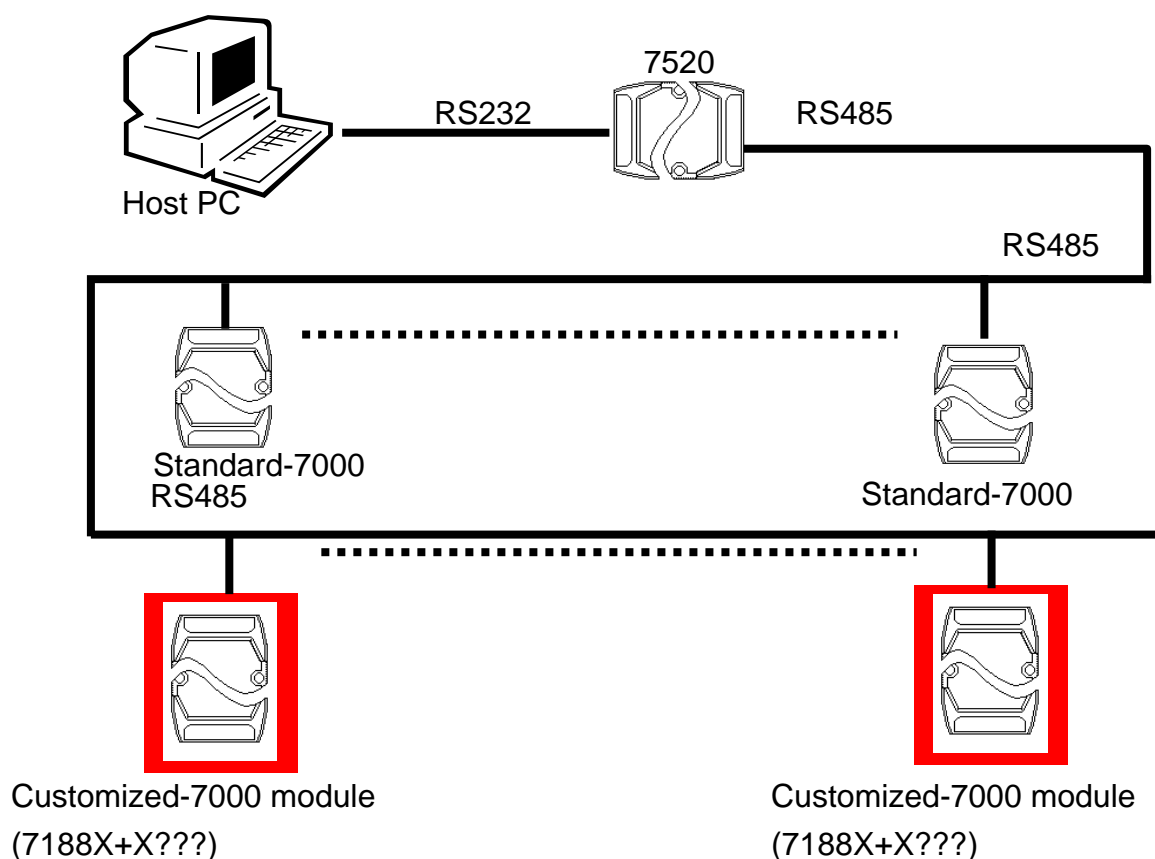 7520
RS232
RS485
Host PC
RS485
Standard-7000
RS485
Standard-7000
Customized-7000 module
(7188X+X???)
Customized-7000 module
(7188X+X???)